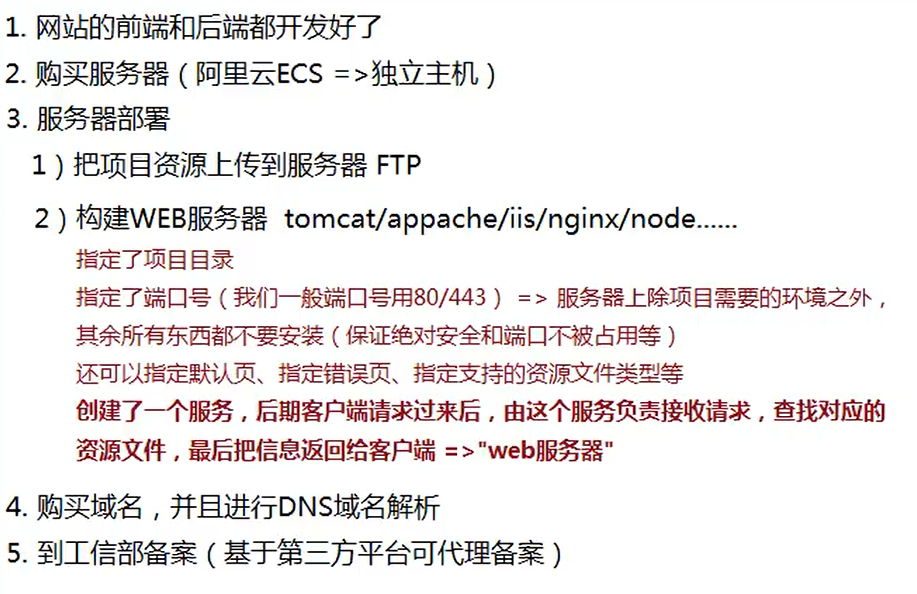 1. 网站的前端和后端都开发好了
2. 购买服务器（阿里云ECS =>独立主机）
3. 服务器部署
1）把项目资源上传到服务器 FTP
2）构建WEB服务器 tomcat/appache/iis/nginx/node......
指定了项目目录
指定了端口号（我们一般端口号用80/443） => 服务器上除项目需要的环境之外，
其余所有东西都不要安装（保证绝对安全和端口不被占用等）
还可以指定默认页、指定错误页、指定支持的资源文件类型等
创建了一个服务，后期客户端请求过来后，由这个服务负责接收请求，查找对应的
资源文件，最后把信息返回给客户端 =>"web服务器"
4. 购买域名，并且进行DNS域名解析
5. 到工信部备案（基于第三方平台可代理备案）